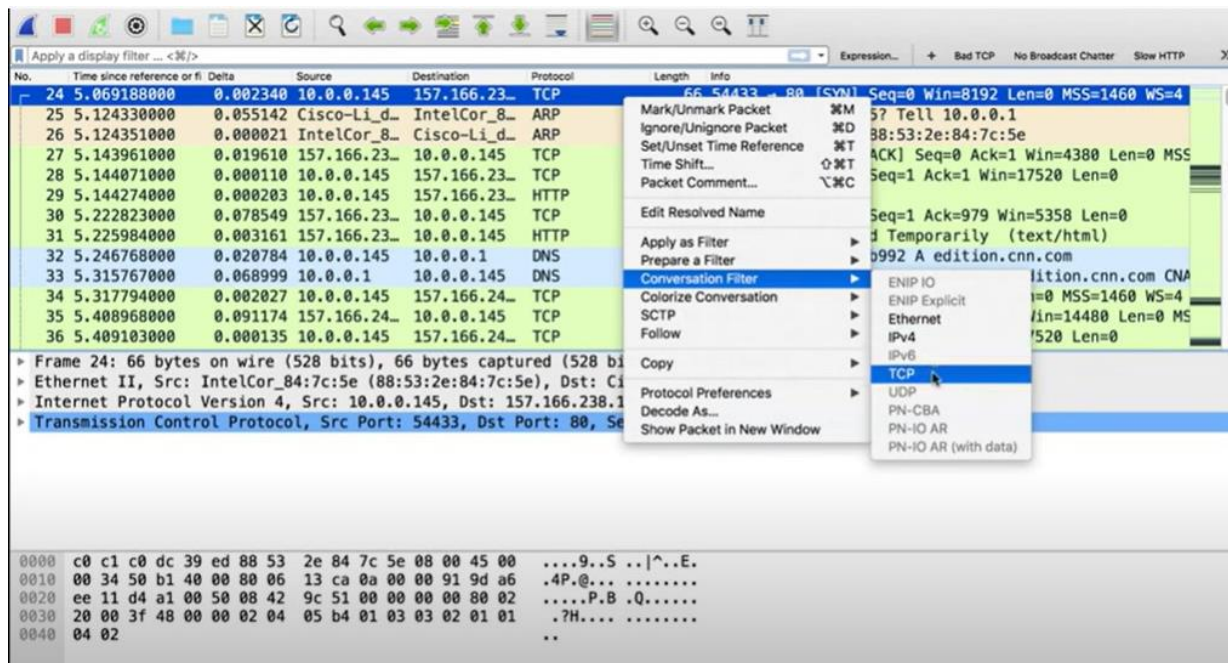 Apply a display filter ... <⌘/>
Expression... + Bad TCP No Broadcast Chatter Slow HTTP
No. Time since reference or fi Delta Source Destination Protocol Length Info
24 5.069188000 0.002340 10.0.0.145 157.166.23… TCP 66 54433 → 80 [SYN] Seq=0 Win=8192 Len=0 MSS=1460 WS=4
25 5.124330000 0.055142 Cisco-Li_d… IntelCor_8… ARP 5? Tell 10.0.0.1
26 5.124351000 0.000021 IntelCor_8… Cisco-Li_d… ARP 88:53:2e:84:7c:5e
27 5.143961000 0.019610 157.166.23… 10.0.0.145 TCP ACK] Seq=0 Ack=1 Win=4380 Len=0 MSS
28 5.144071000 0.000110 10.0.0.145 157.166.23… TCP Seq=1 Ack=1 Win=17520 Len=0
29 5.144274000 0.000203 10.0.0.145 157.166.23… HTTP
30 5.222823000 0.078549 157.166.23… 10.0.0.145 TCP Seq=1 Ack=979 Win=5358 Len=0
31 5.225984000 0.003161 157.166.23… 10.0.0.145 HTTP d Temporarily (text/html)
32 5.246768000 0.020784 10.0.0.145 10.0.0.1 DNS b992 A edition.cnn.com
33 5.315767000 0.068999 10.0.0.1 10.0.0.145 DNS dition.cnn.com CNA
34 5.317794000 0.002027 10.0.0.145 157.166.24… TCP =0 MSS=1460 WS=4
35 5.408968000 0.091174 157.166.24… 10.0.0.145 TCP Win=14480 Len=0 MS
36 5.409103000 0.000135 10.0.0.145 157.166.24… TCP 7520 Len=0
Mark/Unmark Packet ⌘M
Ignore/Unignore Packet ⌘D
Set/Unset Time Reference ⌘T
Time Shift... ⇧⌘T
Packet Comment... ⌥⌘C
Edit Resolved Name
Apply as Filter
Prepare a Filter
Conversation Filter
Colorize Conversation
SCTP
Follow
Copy
Protocol Preferences
Decode As...
Show Packet in New Window
ENIP IO
ENIP Explicit
Ethernet
IPv4
IPv6
TCP
UDP
PN-CBA
PN-IO AR
PN-IO AR (with data)
Frame 24: 66 bytes on wire (528 bits), 66 bytes captured (528 bi
Ethernet II, Src: IntelCor_84:7c:5e (88:53:2e:84:7c:5e), Dst: Ci
Internet Protocol Version 4, Src: 10.0.0.145, Dst: 157.166.238.1
Transmission Control Protocol, Src Port: 54433, Dst Port: 80, Se
0000 c0 c1 c0 dc 39 ed 88 53 2e 84 7c 5e 08 00 45 00 ....9..S ..|^..E.
0010 00 34 50 b1 40 00 80 06 13 ca 0a 00 00 91 9d a6 .4P.@... ........
0020 ee 11 d4 a1 00 50 08 42 9c 51 00 00 00 00 80 02 .....P.B .Q......
0030 20 00 3f 48 00 00 02 04 05 b4 01 03 03 02 01 01 .?H.... ........
0040 04 02 ..